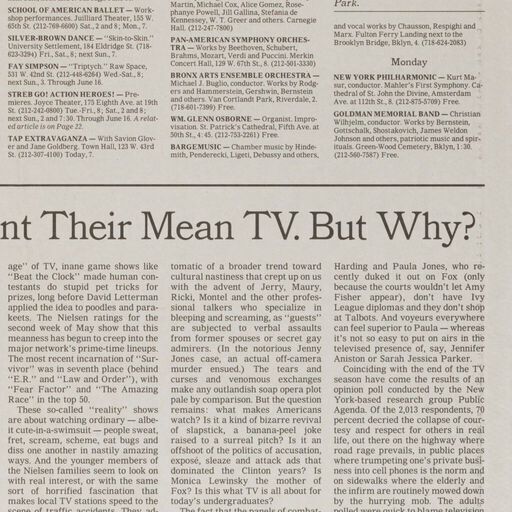 SCHOOL OF AMERICAN BALLET — Work-
shop performances. Juilliard Theater, 155 W.
65th St. (212-769-6600) Sat., 2 and 8; Mon., 7.
SILVER-BROWN DANCE — "Skin-to-Skin."
University Settlement, 184 Eldridge St. (718-
623-3294) Fri., Sat., 8; next Sun., 7.
FAY SIMPSON — "Triptych." Raw Space,
531 W. 42nd St. (212-448-6264) Wed.-Sat., 8;
next Sun., 3. Through June 16.
STREB GO! ACTION HEROES! — Pre-
mieres. Joyce Theater, 175 Eighth Ave. at 19th
St. (212-242-0800) Tue.-Fri., 8; Sat., 2 and 8;
next Sun., 2 and 7:30. Through June 16. A relat-
ed article is on Page 22.
TAP EXTRAVAGANZA — With Savion Glov-
er and Jane Goldberg. Town Hall, 123 W. 43rd
St. (212-307-4100) Today, 7.
Martin, Michael Cox, Alice Gomez, Rose-
phanye Powell, Jill Gallina, Stefania de
Kennessey, W. T. Greer and others. Carnegie
Hall, (212-247-7800)
PAN-AMERICAN SYMPHONY ORCHES-
TRA — Works by Beethoven, Schubert,
Brahms, Mozart, Verdi and Puccini. Merkin
Concert Hall, 129 W. 67th St., 8. (212-501-3330)
BRONX ARTS ENSEMBLE ORCHESTRA —
Michael J. Buglio, conductor. Works by Rodg-
ers and Hammerstein, Gershwin, Bernstein
and others. Van Cortlandt Park, Riverdale, 2.
(718-601-7399) Free.
WM. GLENN OSBORNE — Organist. Impro-
visation. St. Patrick's Cathedral, Fifth Ave. at
50th St., 4:45. (212-753-2261) Free.
BARGEMUSIC — Chamber music by Hinde-
mith, Penderecki, Ligeti, Debussy and others,
Park.
and vocal works by Chausson, Respighi and
Marx. Fulton Ferry Landing next to the
Brooklyn Bridge, Bklyn, 4. (718-624-2083)
Monday
NEW YORK PHILHARMONIC — Kurt Ma-
sur, conductor. Mahler's First Symphony. Ca-
thedral of St. John the Divine, Amsterdam
Ave. at 112th St., 8. (212-875-5709) Free.
GOLDMAN MEMORIAL BAND — Christian
Wilhjelm, conductor. Works by Bernstein,
Gottschalk, Shostakovich, James Weldon
Johnson and others, patriotic music and spir-
ituals. Green-Wood Cemetery, Bklyn, 1:30.
(212-560-7587) Free.
nt Their Mean TV. But Why?
age" of TV, inane game shows like
"Beat the Clock" made human con-
testants do stupid pet tricks for
prizes, long before David Letterman
applied the idea to poodles and para-
keets. The Nielsen ratings for the
second week of May show that this
meanness has begun to creep into the
major network's prime-time lineups.
The most recent incarnation of "Sur-
vivor" was in seventh place (behind
"E.R." and "Law and Order"), with
"Fear Factor" and "The Amazing
Race" in the top 50.
These so-called "reality" shows
are about watching ordinary — albe-
it cute-in-a-swimsuit — people sweat,
fret, scream, scheme, eat bugs and
diss one another in nastily amusing
ways. And the younger members of
the Nielsen families seem to look on
with real interest, or with the same
sort of horrified fascination that
makes local TV stations speed to the
scene of traffic accidents. They ad-
tomatic of a broader trend toward
cultural nastiness that crept up on us
with the advent of Jerry, Maury,
Ricki, Montel and the other profes-
sional talkers who specialize in
bleeping and screaming, as "guests"
are subjected to verbal assaults
from former spouses or secret gay
admirers. (In the notorious Jenny
Jones case, an actual off-camera
murder ensued.) The tears and
curses and venomous exchanges
make any outlandish soap opera plot
pale by comparison. But the question
remains: what makes Americans
watch? Is it a kind of bizarre revival
of slapstick, a banana-peel joke
raised to a surreal pitch? Is it an
offshoot of the politics of accusation,
exposé, sleaze and attack ads that
dominated the Clinton years? Is
Monica Lewinsky the mother of
Fox? Is this what TV is all about for
today's undergraduates?
The fact that the panels of combat-
Harding and Paula Jones, who re-
cently duked it out on Fox (only
because the courts wouldn't let Amy
Fisher appear), don't have Ivy
League diplomas and they don't shop
at Talbots. And voyeurs everywhere
can feel superior to Paula — whereas
it's not so easy to put on airs in the
televised presence of, say, Jennifer
Aniston or Sarah Jessica Parker.
Coinciding with the end of the TV
season have come the results of an
opinion poll conducted by the New
York-based research group Public
Agenda. Of the 2,013 respondents, 70
percent decried the collapse of cour-
tesy and respect for others in real
life, out there on the highway where
road rage prevails, in public places
where trumpeting one's private busi-
ness into cell phones is the norm and
on sidewalks where the elderly and
the infirm are routinely mowed down
by the hurrying mob. The adults
polled were quick to blame television